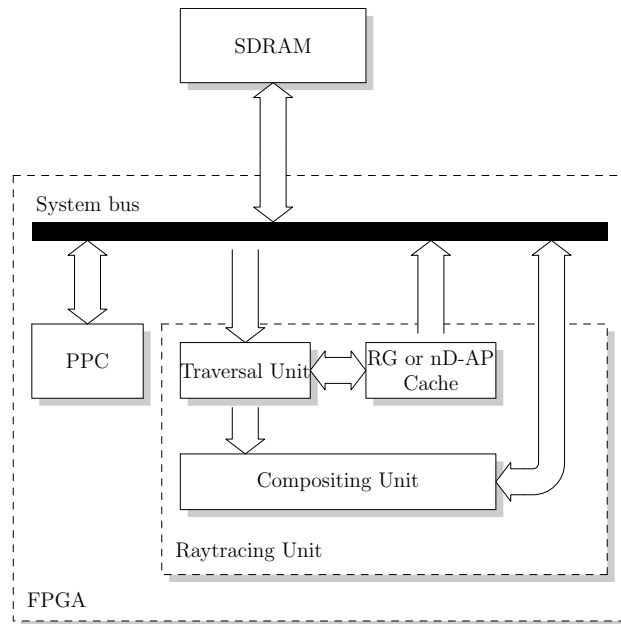 SDRAM
System bus
PPC
Traversal Unit
RG or nD-AP
Cache
Compositing Unit
Raytracing Unit
FPGA